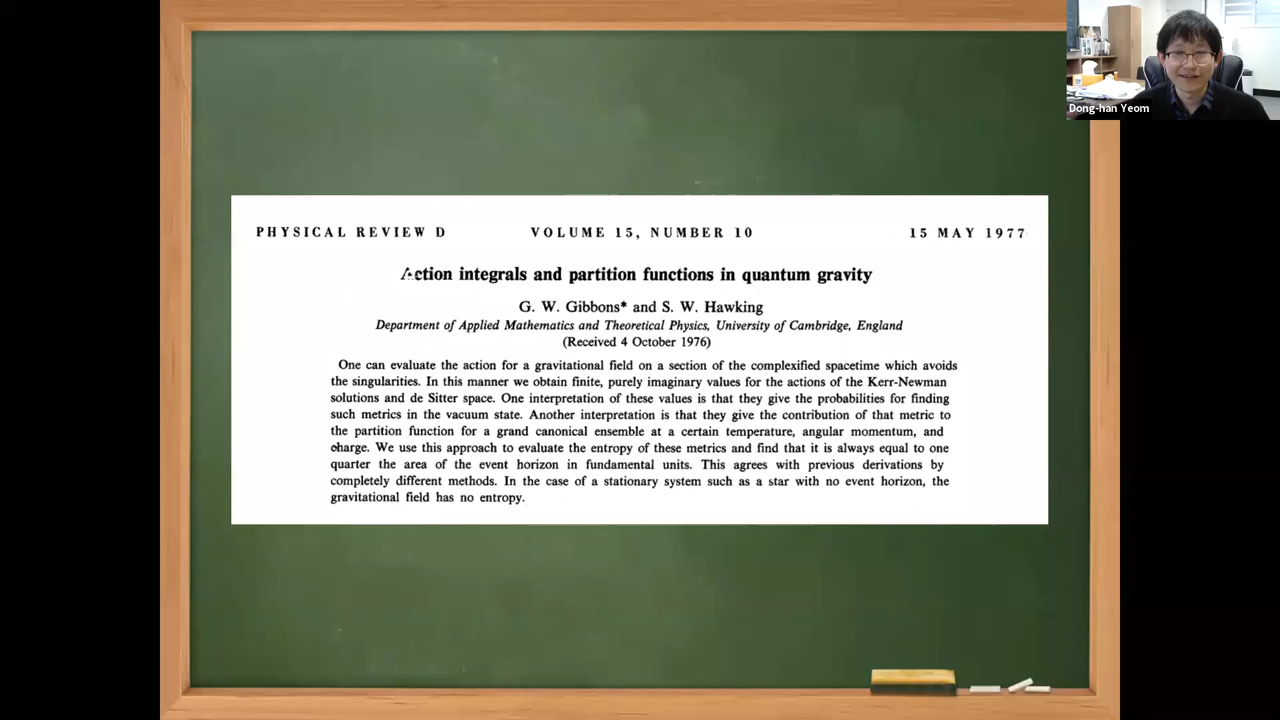 Dong-han Yeom
PHYSICAL REVIEW D VOLUME 15, NUMBER 10 15 MAY 1977
Action integrals and partition functions in quantum gravity
G. W. Gibbons* and S. W. Hawking
Department of Applied Mathematics and Theoretical Physics, University of Cambridge, England
(Received 4 October 1976)
One can evaluate the action for a gravitational field on a section of the complexified spacetime which avoids
the singularities. In this manner we obtain finite, purely imaginary values for the actions of the Kerr-Newman
solutions and de Sitter space. One interpretation of these values is that they give the probabilities for finding
such metrics in the vacuum state. Another interpretation is that they give the contribution of that metric to
the partition function for a grand canonical ensemble at a certain temperature, angular momentum, and
charge. We use this approach to evaluate the entropy of these metrics and find that it is always equal to one
quarter the area of the event horizon in fundamental units. This agrees with previous derivations by
completely different methods. In the case of a stationary system such as a star with no event horizon, the
gravitational field has no entropy.